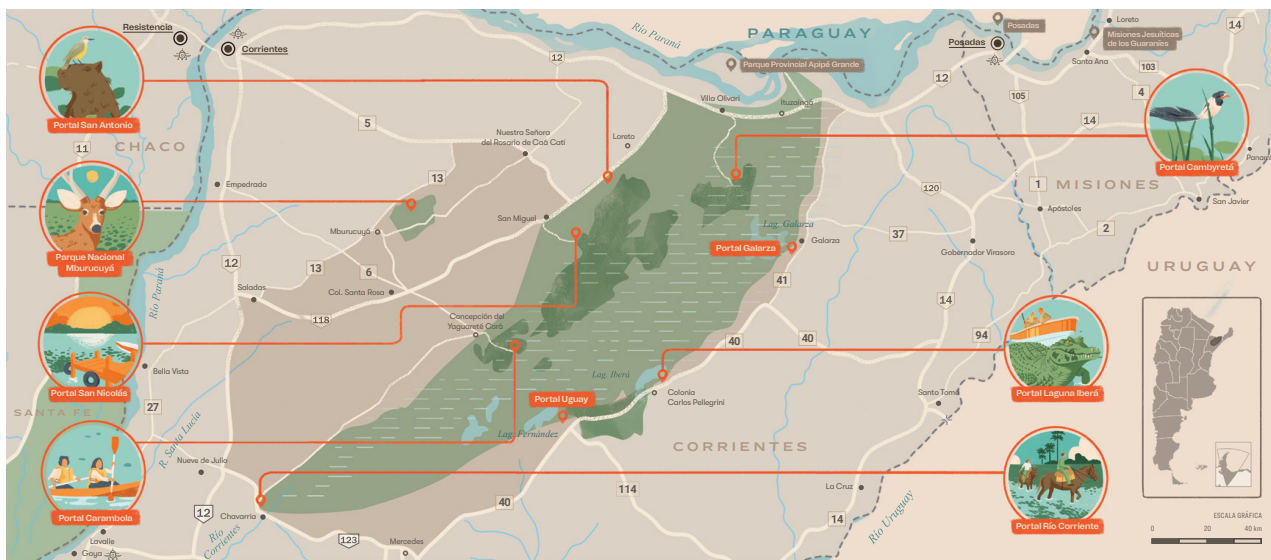 Resistencia
Corrientes
Río Paraná
PARAGUAY
Posadas
Posadas
Loreto
Misiones Jesuíticas
de los Guaraníes
Santa Ana
14
103
4
105
12
12
Parque Provincial Apipé Grande
Villa Olivari
Ituzaingó
Portal San Antonio
CHACO
11
5
Nuestra Señora
del Rosario de Caá Catí
Loreto
14
Portal Cambyretá
MISIONES
1
Apóstoles
San Javier
2
Empedrado
13
San Miguel
Mburucuyá
120
Parque Nacional
Mburucuyá
Río Paraná
12
13
6
Saladas
Col. Santa Rosa
118
Lag. Galarza
Portal Galarza
Galarza
37
Gobernador Virasoro
41
URUGUAY
Concepción del
Yaguareté Corá
14
94
40
40
Portal San Nicolás
Bella Vista
Lag. Iberá
Portal Laguna Iberá
SANTA FE
27
R. Santa Lucía
Portal Uguay
Colonia
Carlos Pellegrini
Santo Tomé
Lag. Fernández
CORRIENTES
Nueve de Julio
Portal Carambola
La Cruz
Río Uruguay
Portal Río Corriente
12
Chavarría
40
114
14
Río
Corrientes
123
Mercedes
Lavalle
Goya
ESCALA GRÁFICA
0 20 40 km